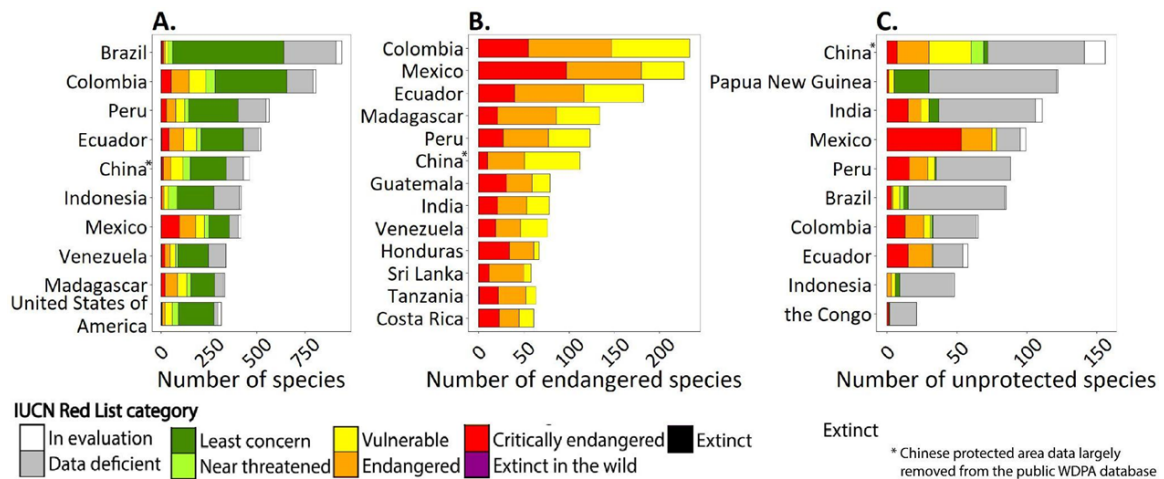 A.
Brazil
Colombia
Peru
Ecuador
China*
Indonesia
Mexico
Venezuela
Madagascar
United States of
America
0
250
500
750
Number of species
B.
Colombia
Mexico
Ecuador
Madagascar
Peru
China*
Guatemala
India
Venezuela
Honduras
Sri Lanka
Tanzania
Costa Rica
0
50
100
150
200
Number of endangered species
C.
China*
Papua New Guinea
India
Mexico
Peru
Brazil
Colombia
Ecuador
Indonesia
the Congo
0
50
100
150
Number of unprotected species
IUCN Red List category
In evaluation
Data deficient
Least concern
Near threatened
Vulnerable
Endangered
Critically endangered
Extinct in the wild
Extinct
Extinct
* Chinese protected area data largely
removed from the public WDPA database